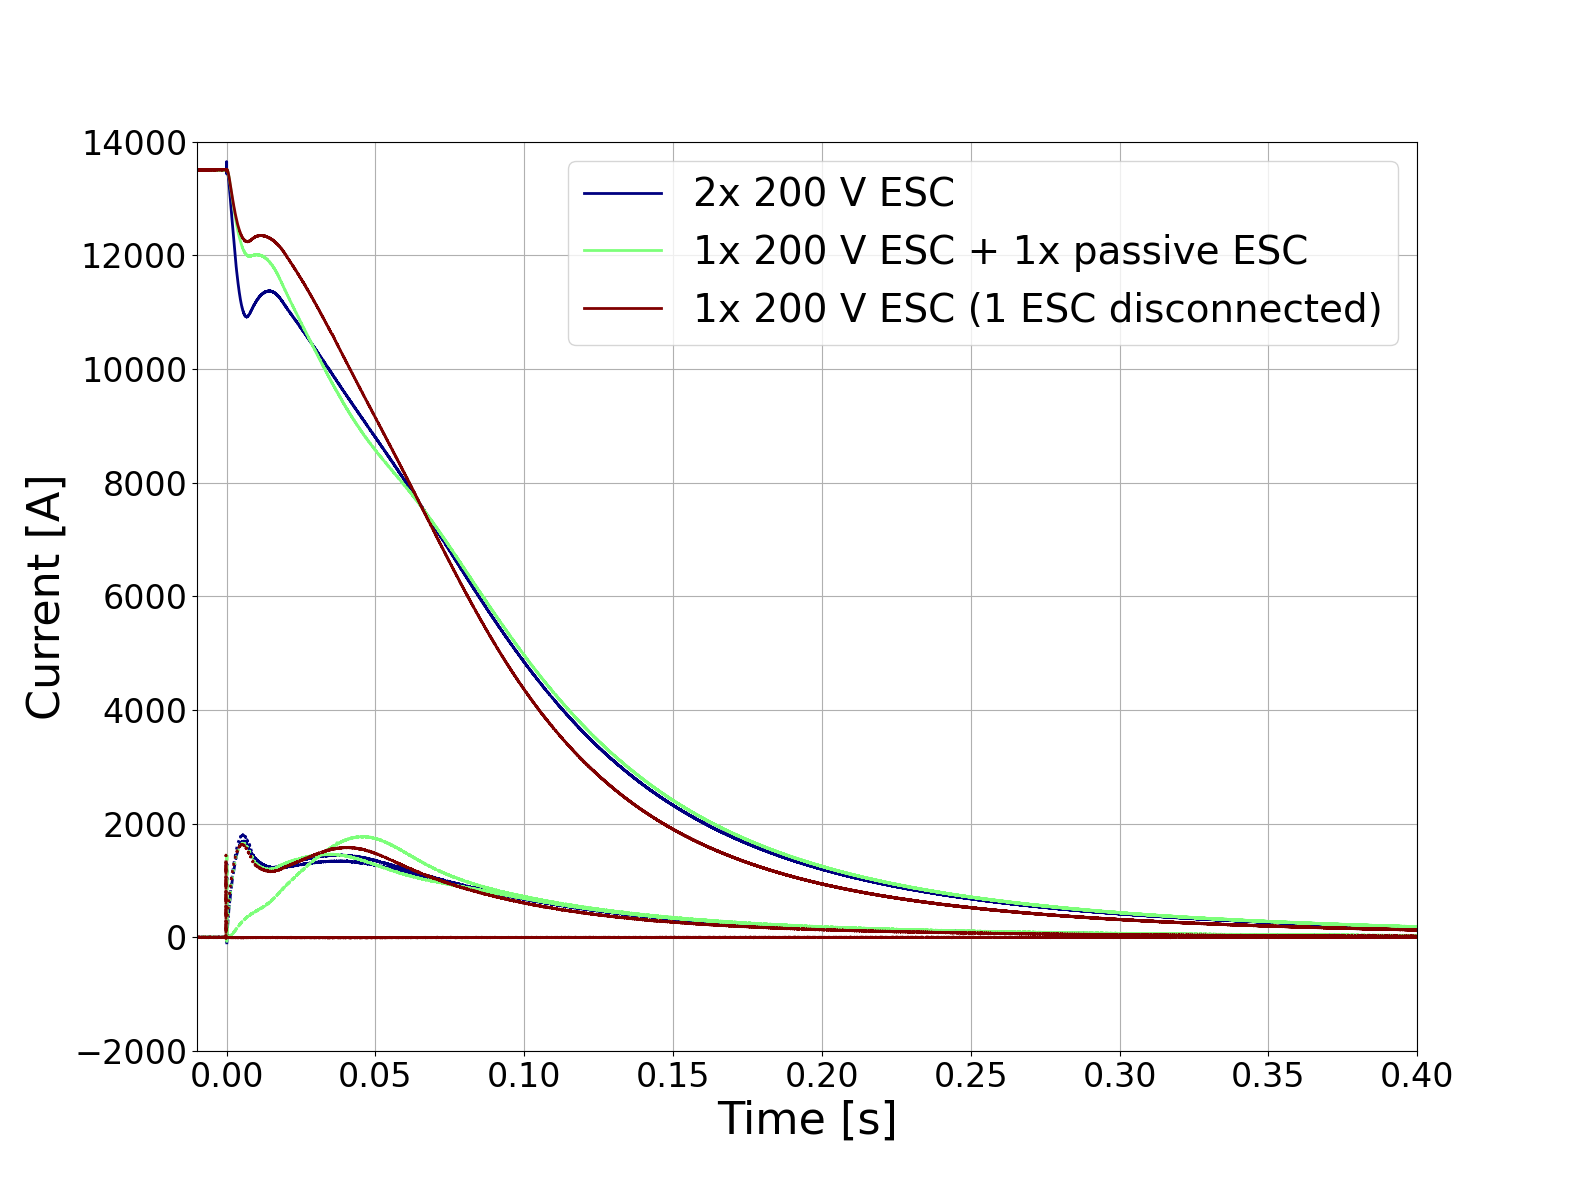 14000
12000
10000
8000
6000
4000
2000
0
−2000
Current [A]
2x 200 V ESC
1x 200 V ESC + 1x passive ESC
1x 200 V ESC (1 ESC disconnected)
0.00 0.05 0.10 0.15 0.20 0.25 0.30 0.35 0.40
Time [s]